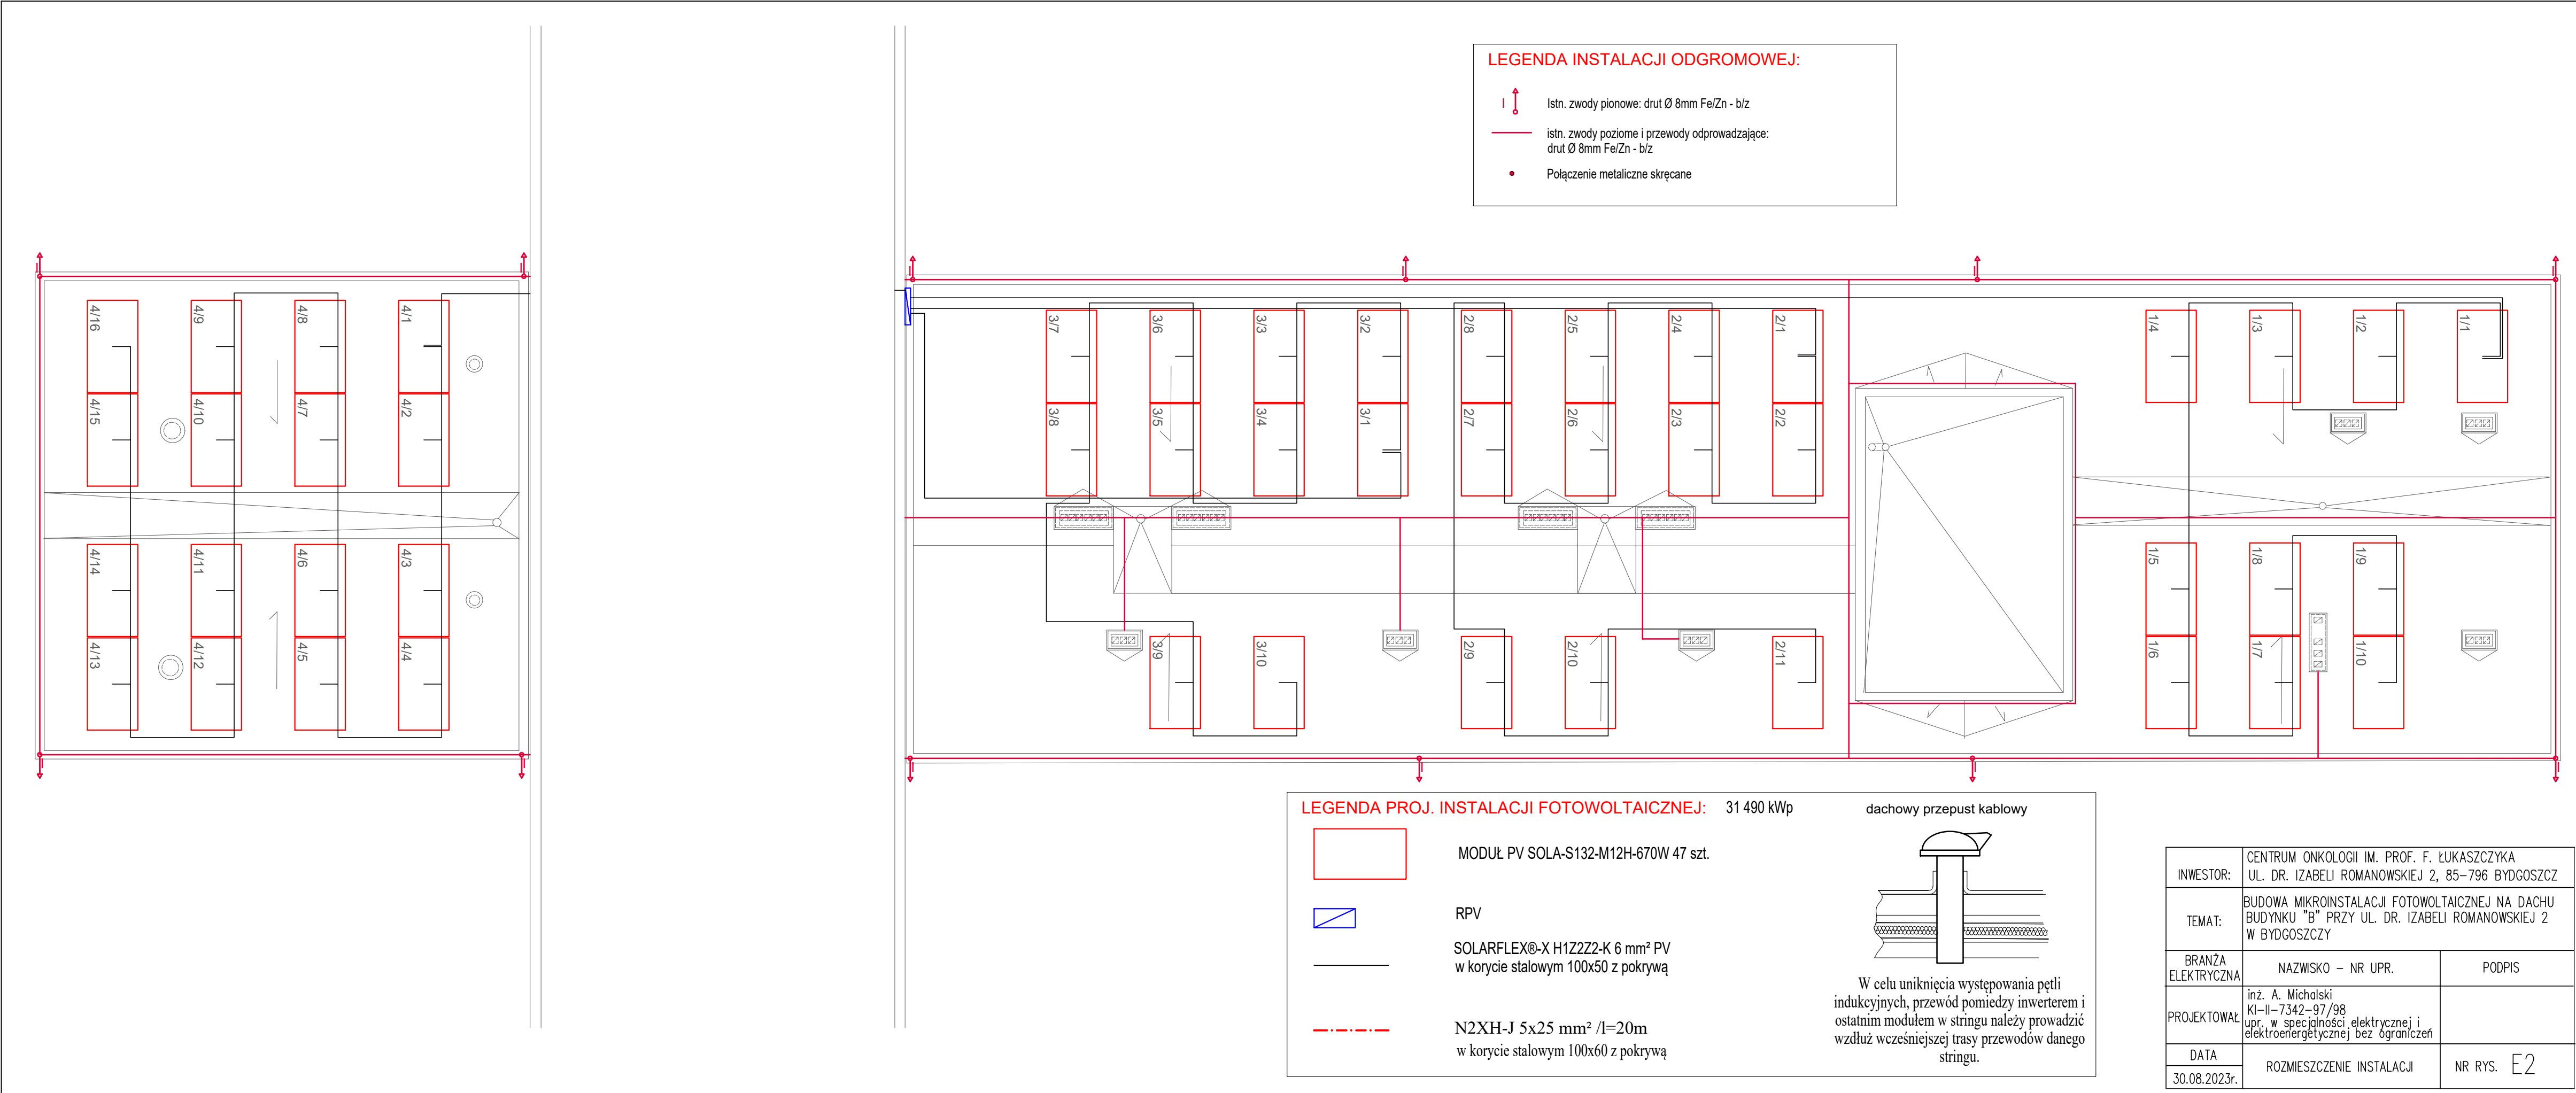 LEGENDA INSTALACJI ODGROMOWEJ:
I
Istn. zwody pionowe: drut Ø 8mm Fe/Zn - b/z
istn. zwody poziome i przewody odprowadzające:
drut Ø 8mm Fe/Zn - b/z
Połączenie metaliczne skręcane
I I I I I I
4/16 4/9 4/8 4/1
4/15 4/10 4/7 4/2
4/14 4/11 4/6 4/3
4/13 4/12 4/5 4/4
3/7 3/6 3/3 3/2 2/8 2/5 2/4 2/1
3/8 3/5 3/4 3/1 2/7 2/6 2/3 2/2
3/9 3/10 2/9 2/10 2/11
1/4 1/3 1/2 1/1
1/5 1/8 1/9
1/6 1/7 1/10
I I I I I I
LEGENDA PROJ. INSTALACJI FOTOWOLTAICZNEJ: 31 490 kWp
MODUŁ PV SOLA-S132-M12H-670W 47 szt.
RPV
SOLARFLEX®-X H1Z2Z2-K 6 mm² PV
w korycie stalowym 100x50 z pokrywą
N2XH-J 5x25 mm² /l=20m
w korycie stalowym 100x60 z pokrywą
dachowy przepust kablowy
W celu uniknięcia występowania pętli
indukcyjnych, przewód pomiędzy inwerterem i
ostatnim modułem w stringu należy prowadzić
wzdłuż wcześniejszej trasy przewodów danego
stringu.
INWESTOR:
CENTRUM ONKOLOGII IM. PROF. F. ŁUKASZCZYKA
UL. DR. IZABELI ROMANOWSKIEJ 2, 85-796 BYDGOSZCZ
TEMAT:
BUDOWA MIKROINSTALACJI FOTOWOLTAICZNEJ NA DACHU
BUDYNKU "B" PRZY UL. DR. IZABELI ROMANOWSKIEJ 2
W BYDGOSZCZY
BRANŻA
ELEKTRYCZNA
NAZWISKO - NR UPR.
PODPIS
PROJEKTOWAŁ
inż. A. Michalski
KI-II-7342-97/98
upr. w specjalności elektrycznej i
elektroenergetycznej bez ograniczeń
DATA
30.08.2023r.
ROZMIESZCZENIE INSTALACJI
NR RYS. E2